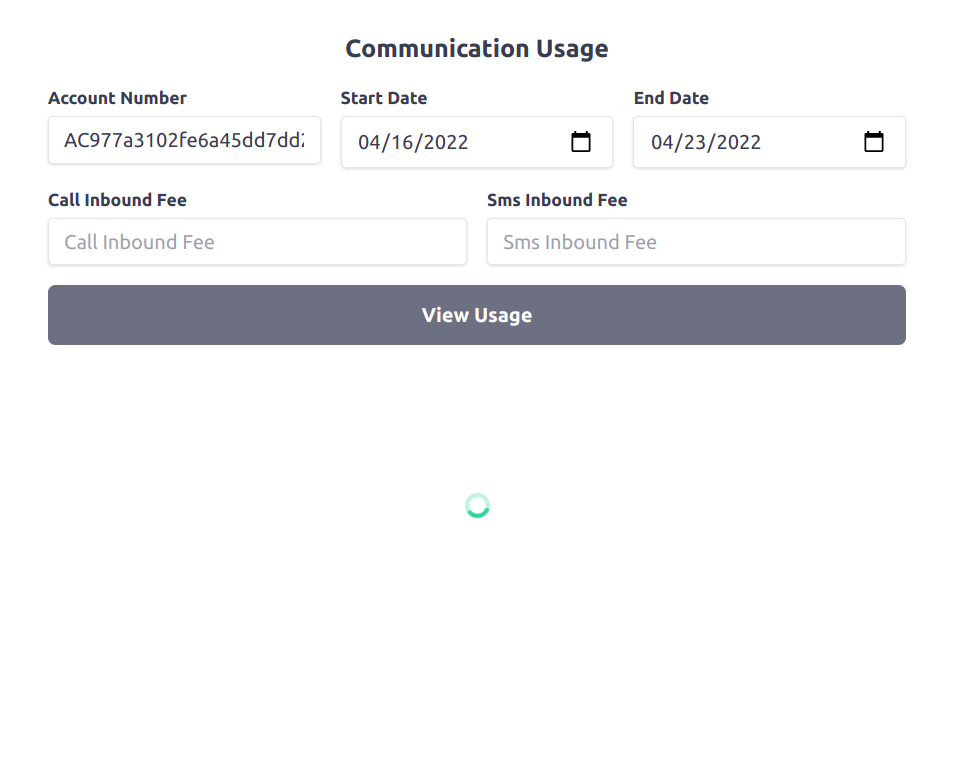 Communication Usage
Account Number
Start Date
End Date
AC977a3102fe6a45dd7dd
04/16/2022
04/23/2022
Call Inbound Fee
Sms Inbound Fee
Call Inbound Fee
Sms Inbound Fee
View Usage